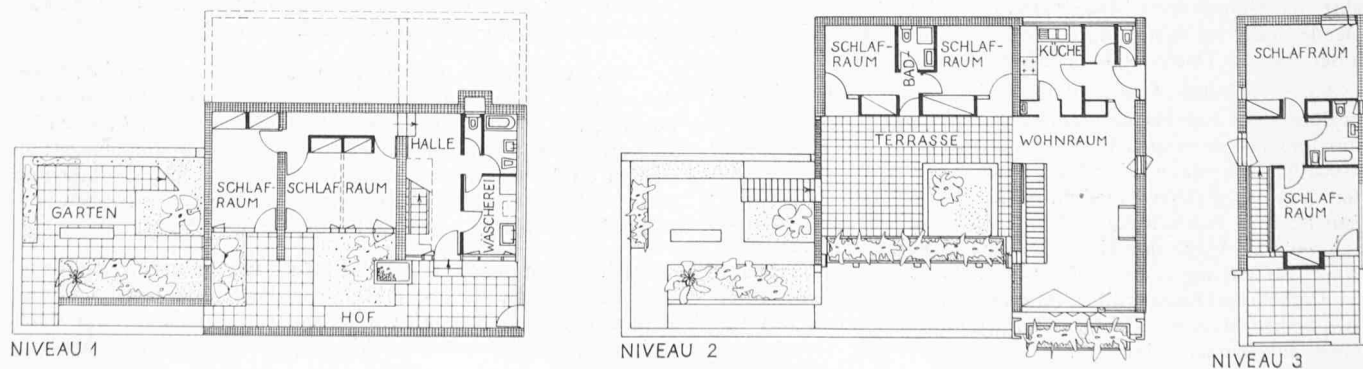 HALLE
SCHLAF-
RAUM
SCHLAFRAUM
WÄSCHEREI
GARTEN
HOF
NIVEAU 1
SCHLAF-
RAUM
BAD
SCHLAF-
RAUM
KÜCHE
TERRASSE
WOHNRAUM
NIVEAU 2
SCHLAFRAUM
SCHLAF-
RAUM
NIVEAU 3